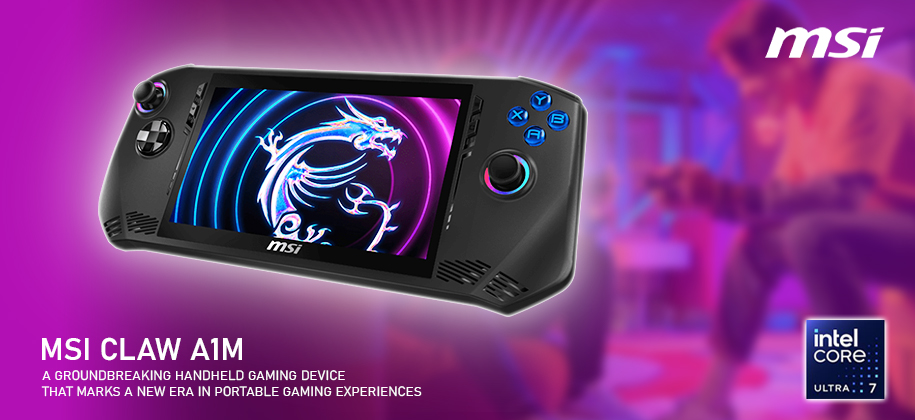 msi
Y
X
B
A
msi
MSI CLAW A1M
A GROUNDBREAKING HANDHELD GAMING DEVICE
THAT MARKS A NEW ERA IN PORTABLE GAMING EXPERIENCES
intel
CORE
ULTRA 7